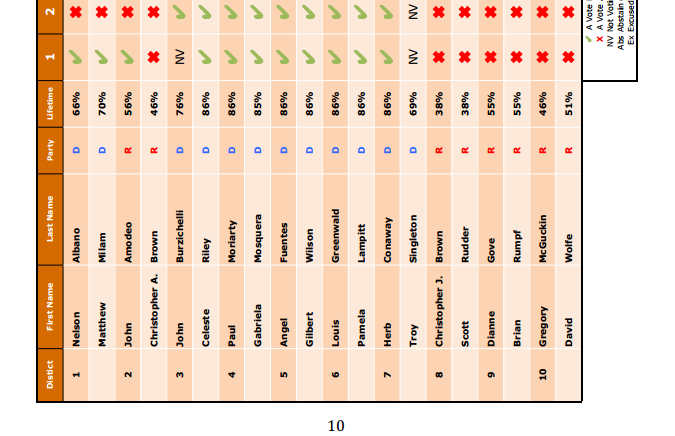 Distict First Name Last Name Party Lifetime 1 2
1 Nelson Albano D 66% ✔ ✖
Matthew Milam D 70% ✔ ✖
2 John Amodeo R 56% ✔ ✖
Christopher A. Brown R 46% ✖ ✖
3 John Burzichelli D 76% NV ✔
Celeste Riley D 86% ✔ ✔
4 Paul Moriarty D 86% ✔ ✔
Gabriela Mosquera D 85% ✔ ✔
5 Angel Fuentes D 86% ✔ ✔
Gilbert Wilson D 86% ✔ ✔
6 Louis Greenwald D 86% ✔ ✔
Pamela Lampitt D 86% ✔ ✔
7 Herb Conaway D 86% ✔ ✔
Troy Singleton D 69% NV NV
8 Christopher J. Brown R 38% ✖ ✖
Scott Rudder R 38% ✖ ✖
9 Dianne Gove R 55% ✖ ✖
Brian Rumpf R 55% ✖ ✖
10 Gregory McGuckin R 46% ✖ ✖
David Wolfe R 51% ✖ ✖
✔ A Vote
✖ A Vote
NV Not Voti
Abs Abstain
Ex Excused
10